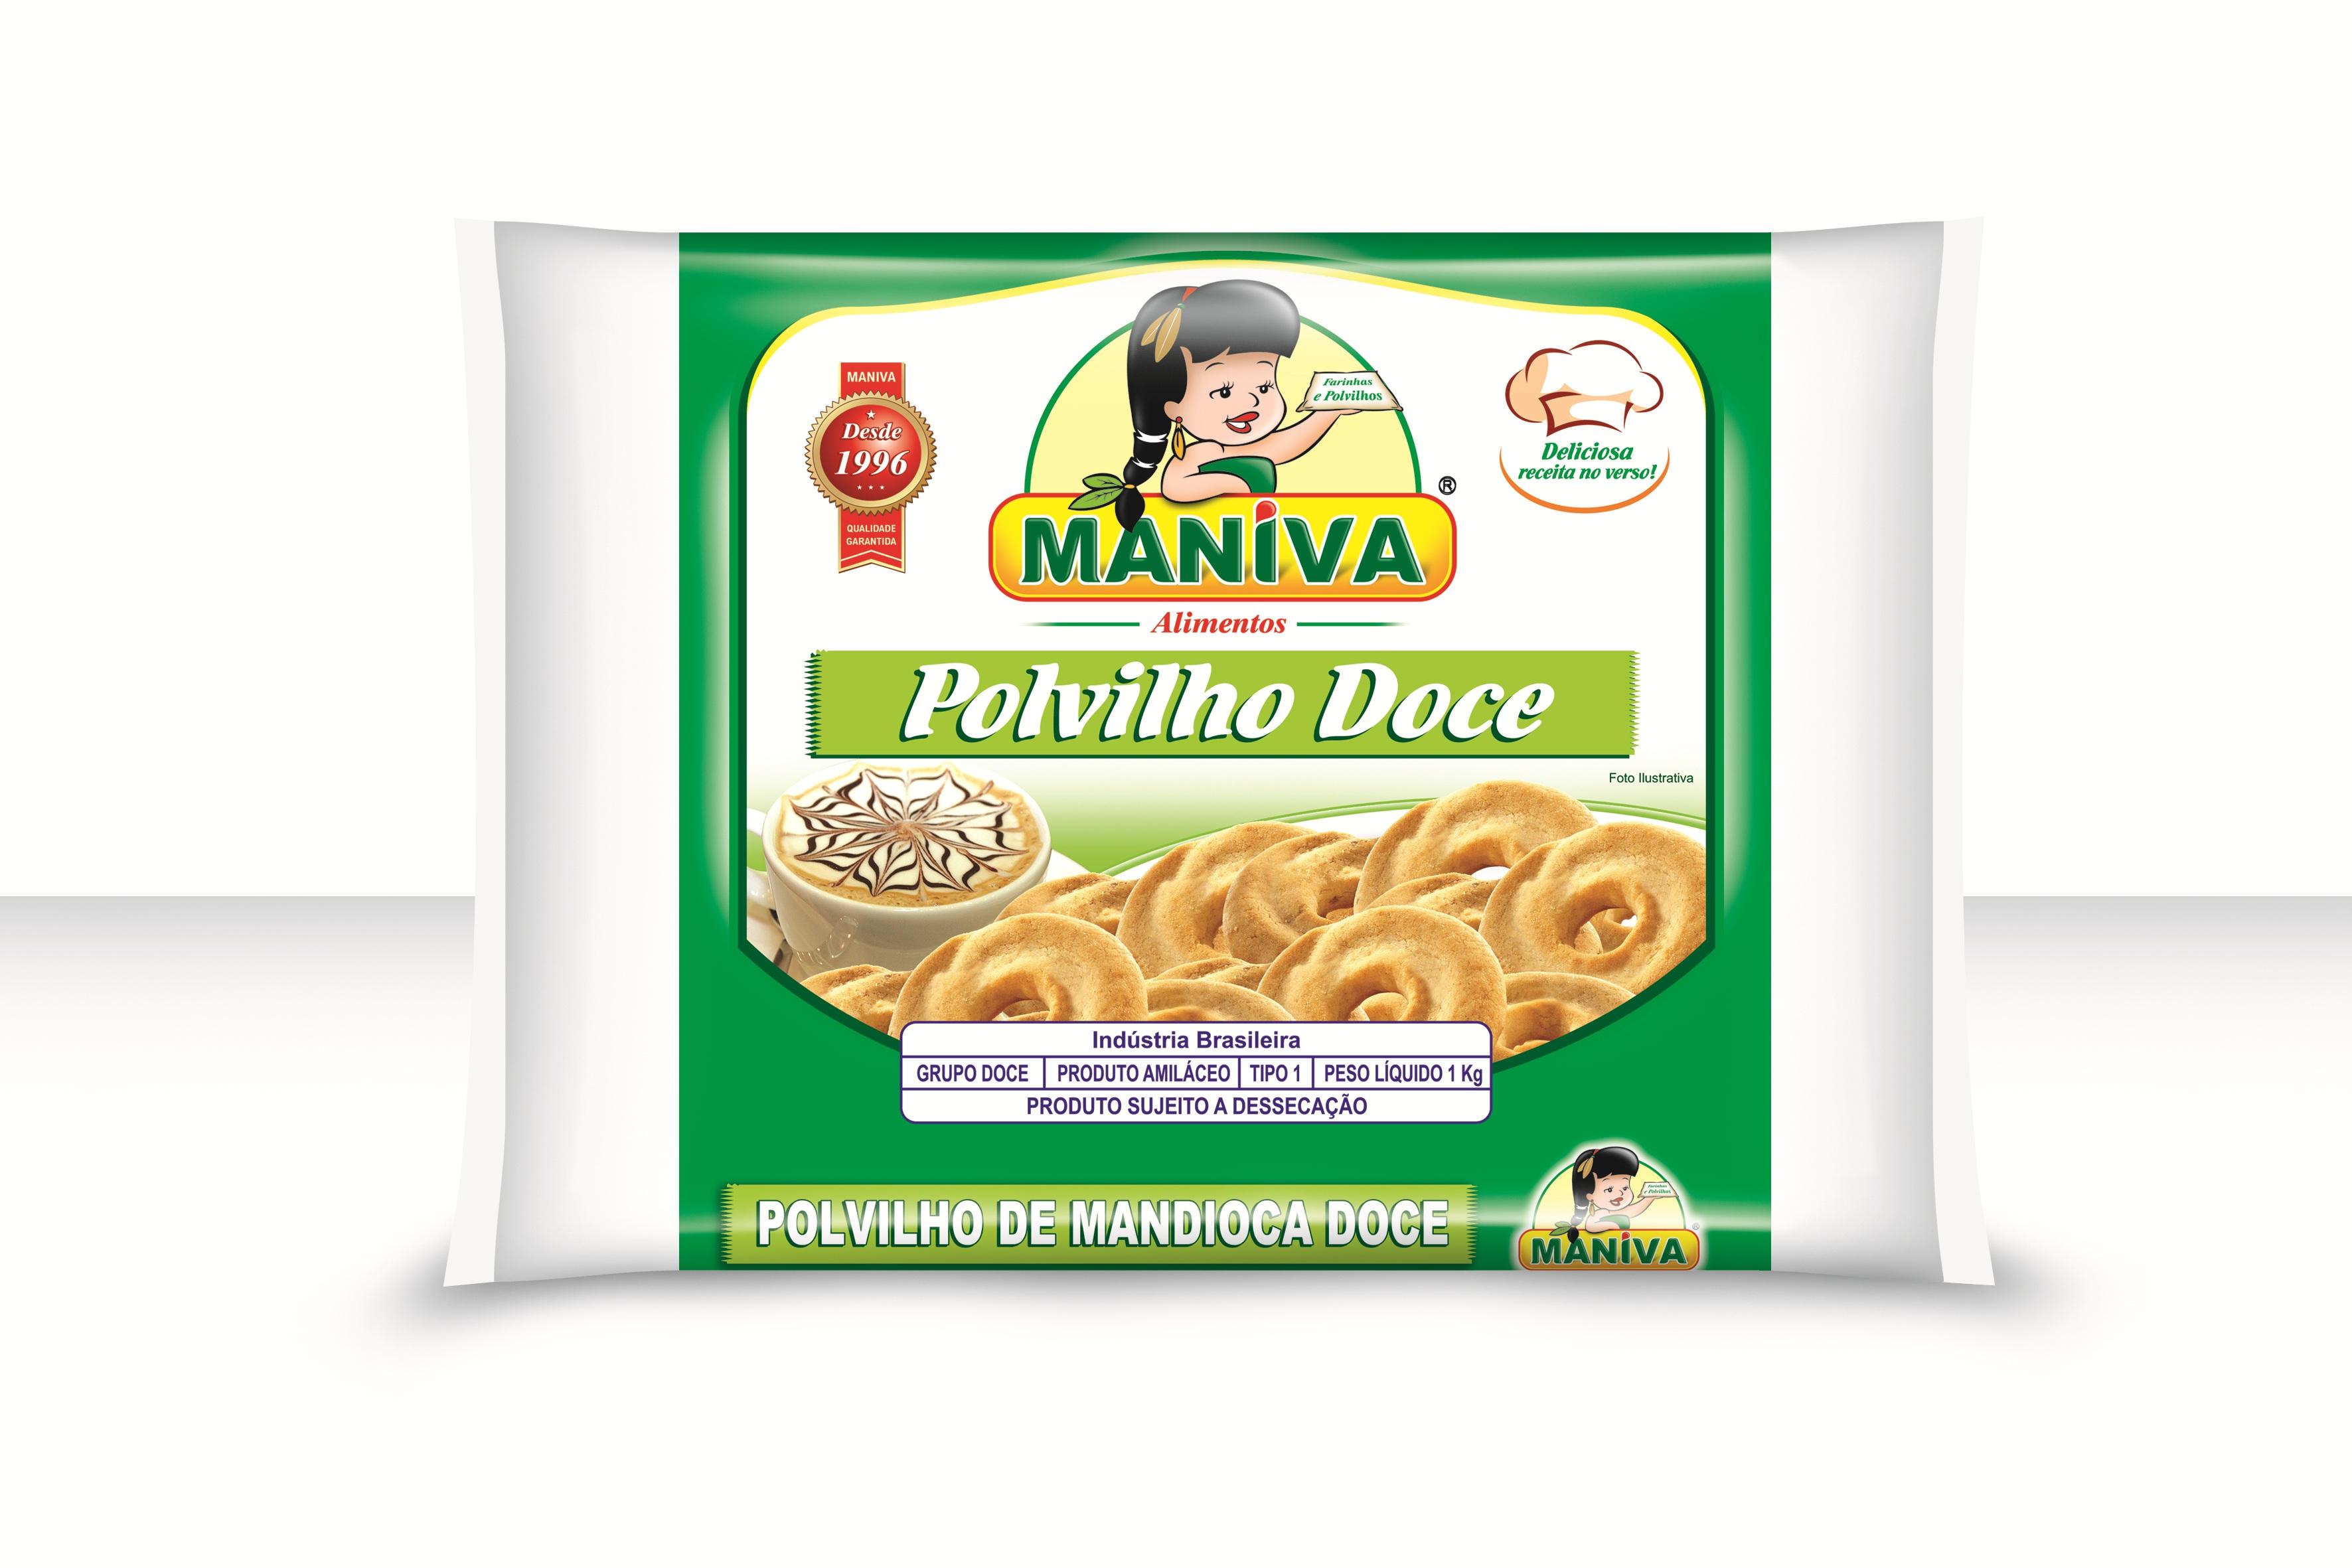 MANIVA
Desde
1996
QUALIDADE
GARANTIDA
Farinhas
e Polvilhos
MANIVA
®
Alimentos
Deliciosa
receita no verso!
Polvilho Doce
Foto Ilustrativa
Indústria Brasileira
GRUPO DOCE PRODUTO AMILÁCEO TIPO 1 PESO LÍQUIDO 1 Kg
PRODUTO SUJEITO A DESSECAÇÃO
POLVILHO DE MANDIOCA DOCE
Farinhas
e Polvilhos
MANIVA
®